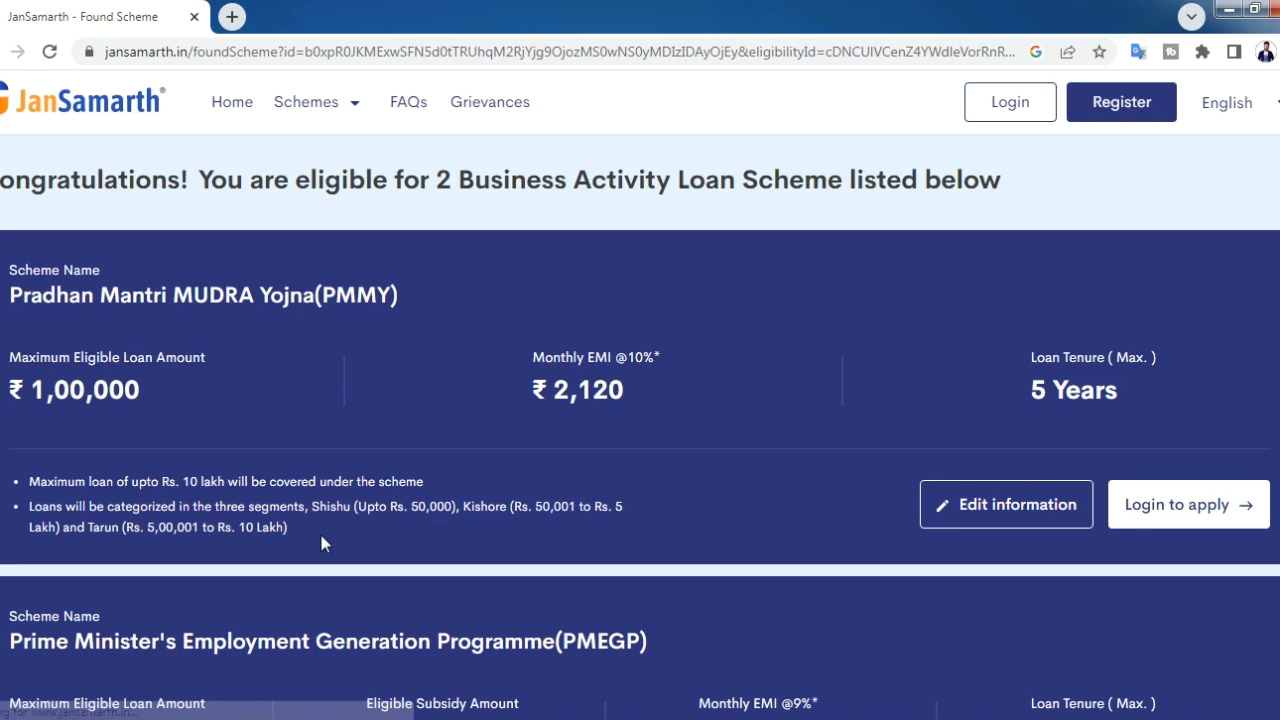 JanSamarth - Found Scheme
jansamarth.in/foundScheme?id=b0xpR0JKMExwSFN5d0tTRUhqM2RjYjg9OjozMS0wNS0yMDIzIDAyOjEy&eligibilityId=cDNCUlVCenZ4YWdleVorRnR...
JanSamarth®
Home Schemes FAQs Grievances Login Register English
ongratulations! You are eligible for 2 Business Activity Loan Scheme listed below
Scheme Name
Pradhan Mantri MUDRA Yojna(PMMY)
Maximum Eligible Loan Amount Monthly EMI @10%* Loan Tenure ( Max. )
₹ 1,00,000 ₹ 2,120 5 Years
• Maximum loan of upto Rs. 10 lakh will be covered under the scheme
• Loans will be categorized in the three segments, Shishu (Upto Rs. 50,000), Kishore (Rs. 50,001 to Rs. 5
Lakh) and Tarun (Rs. 5,00,001 to Rs. 10 Lakh)
Edit information Login to apply →
Scheme Name
Prime Minister's Employment Generation Programme(PMEGP)
Maximum Eligible Loan Amount Eligible Subsidy Amount Monthly EMI @9%* Loan Tenure ( Max. )
ng for www.jansamarth.in...